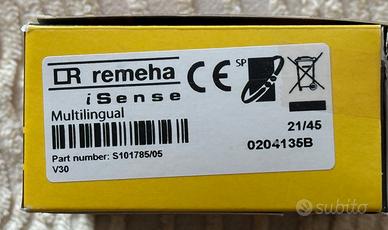 remeha
iSense
Multilingual
Part number: S101785/05
V30
CE
SP
21/45
0204135B
subito